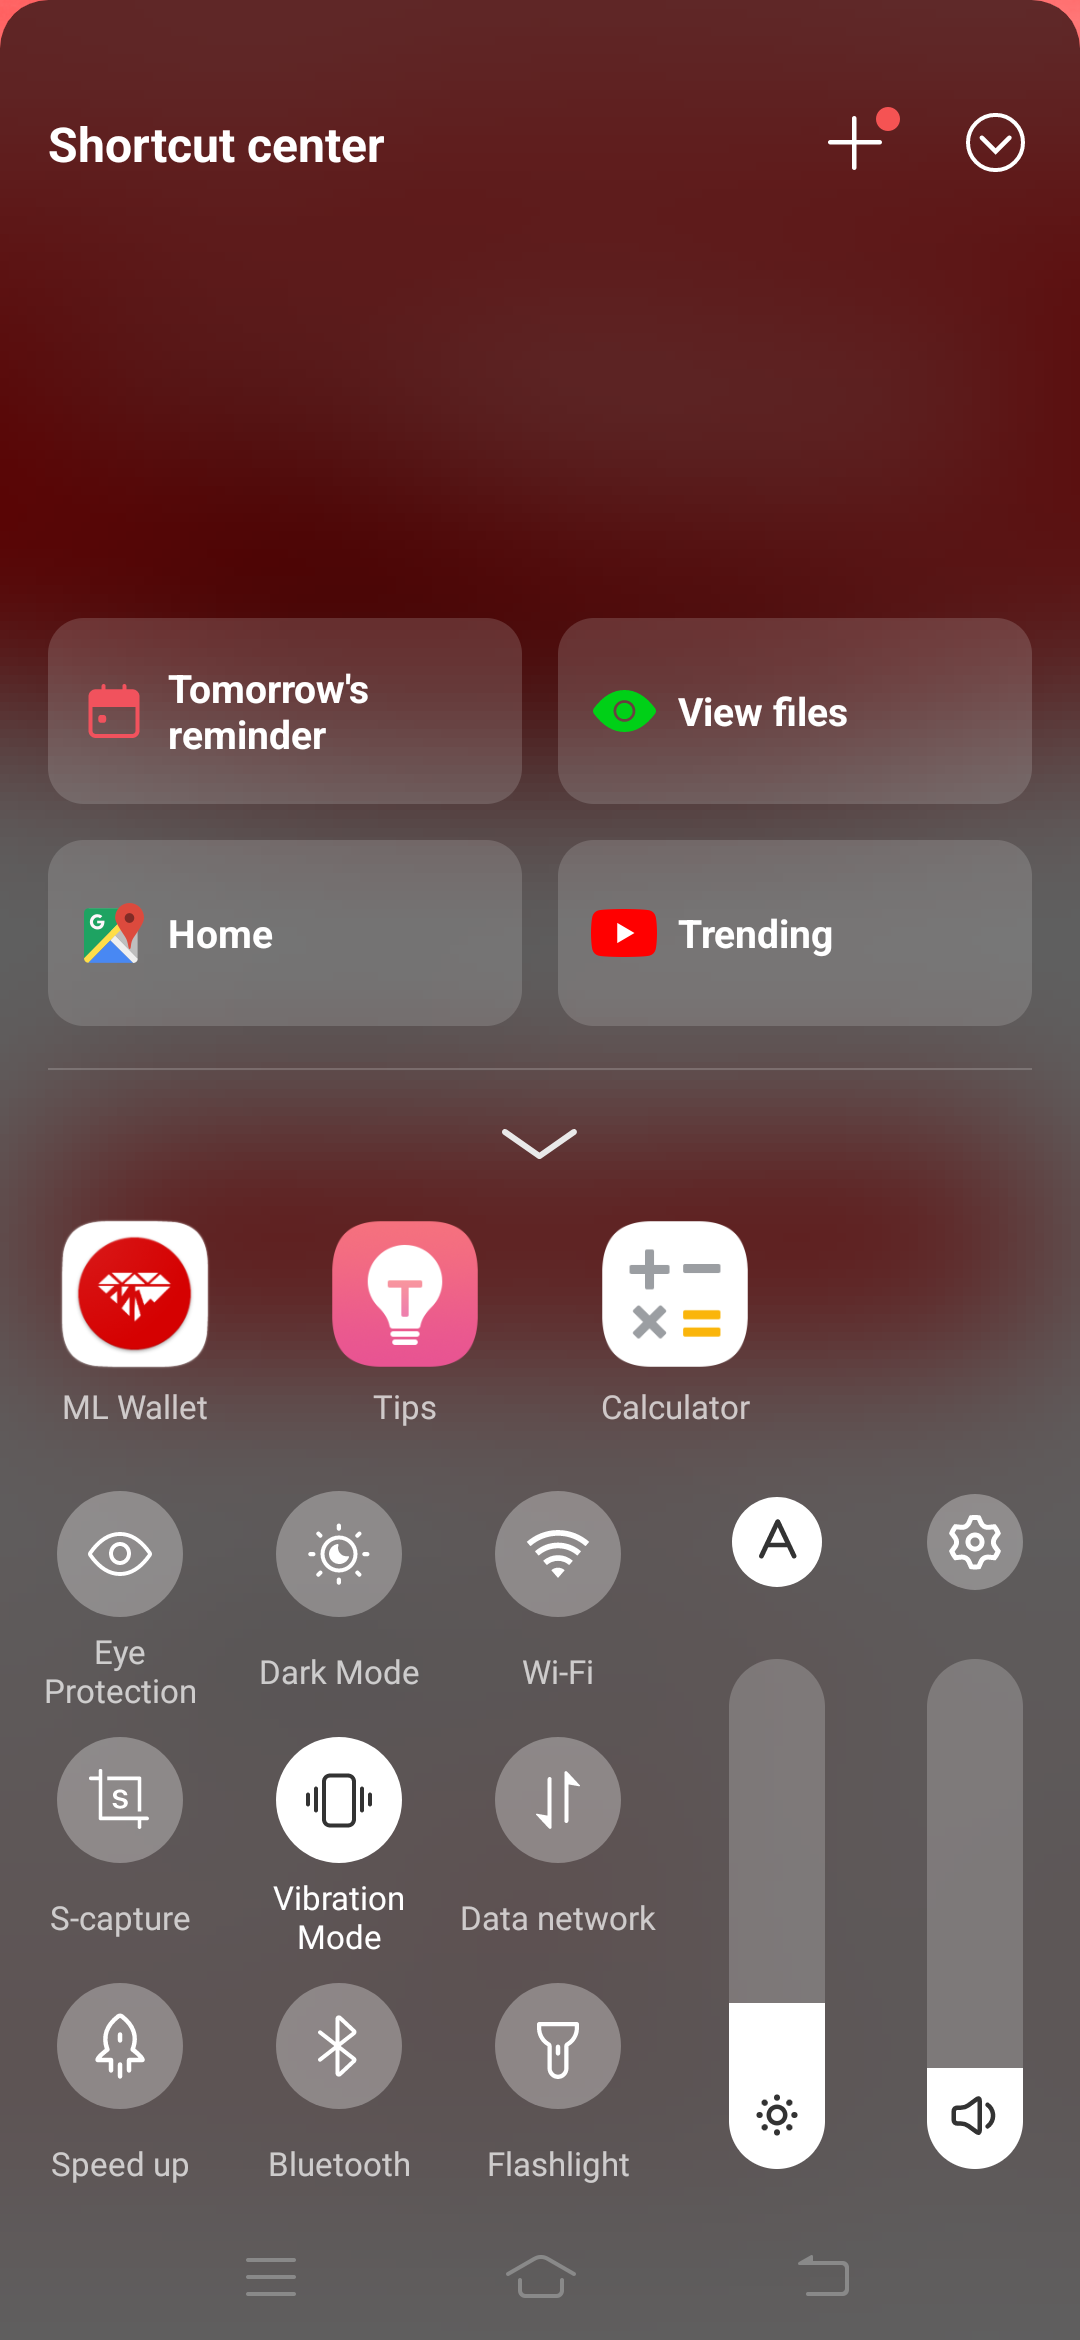 Shortcut center
Tomorrow's
reminder
View files
Home
Trending
ML Wallet
Tips
Calculator
A
Eye
Protection
Dark Mode
Wi-Fi
S-capture
Vibration
Mode
Data network
Speed up
Bluetooth
Flashlight